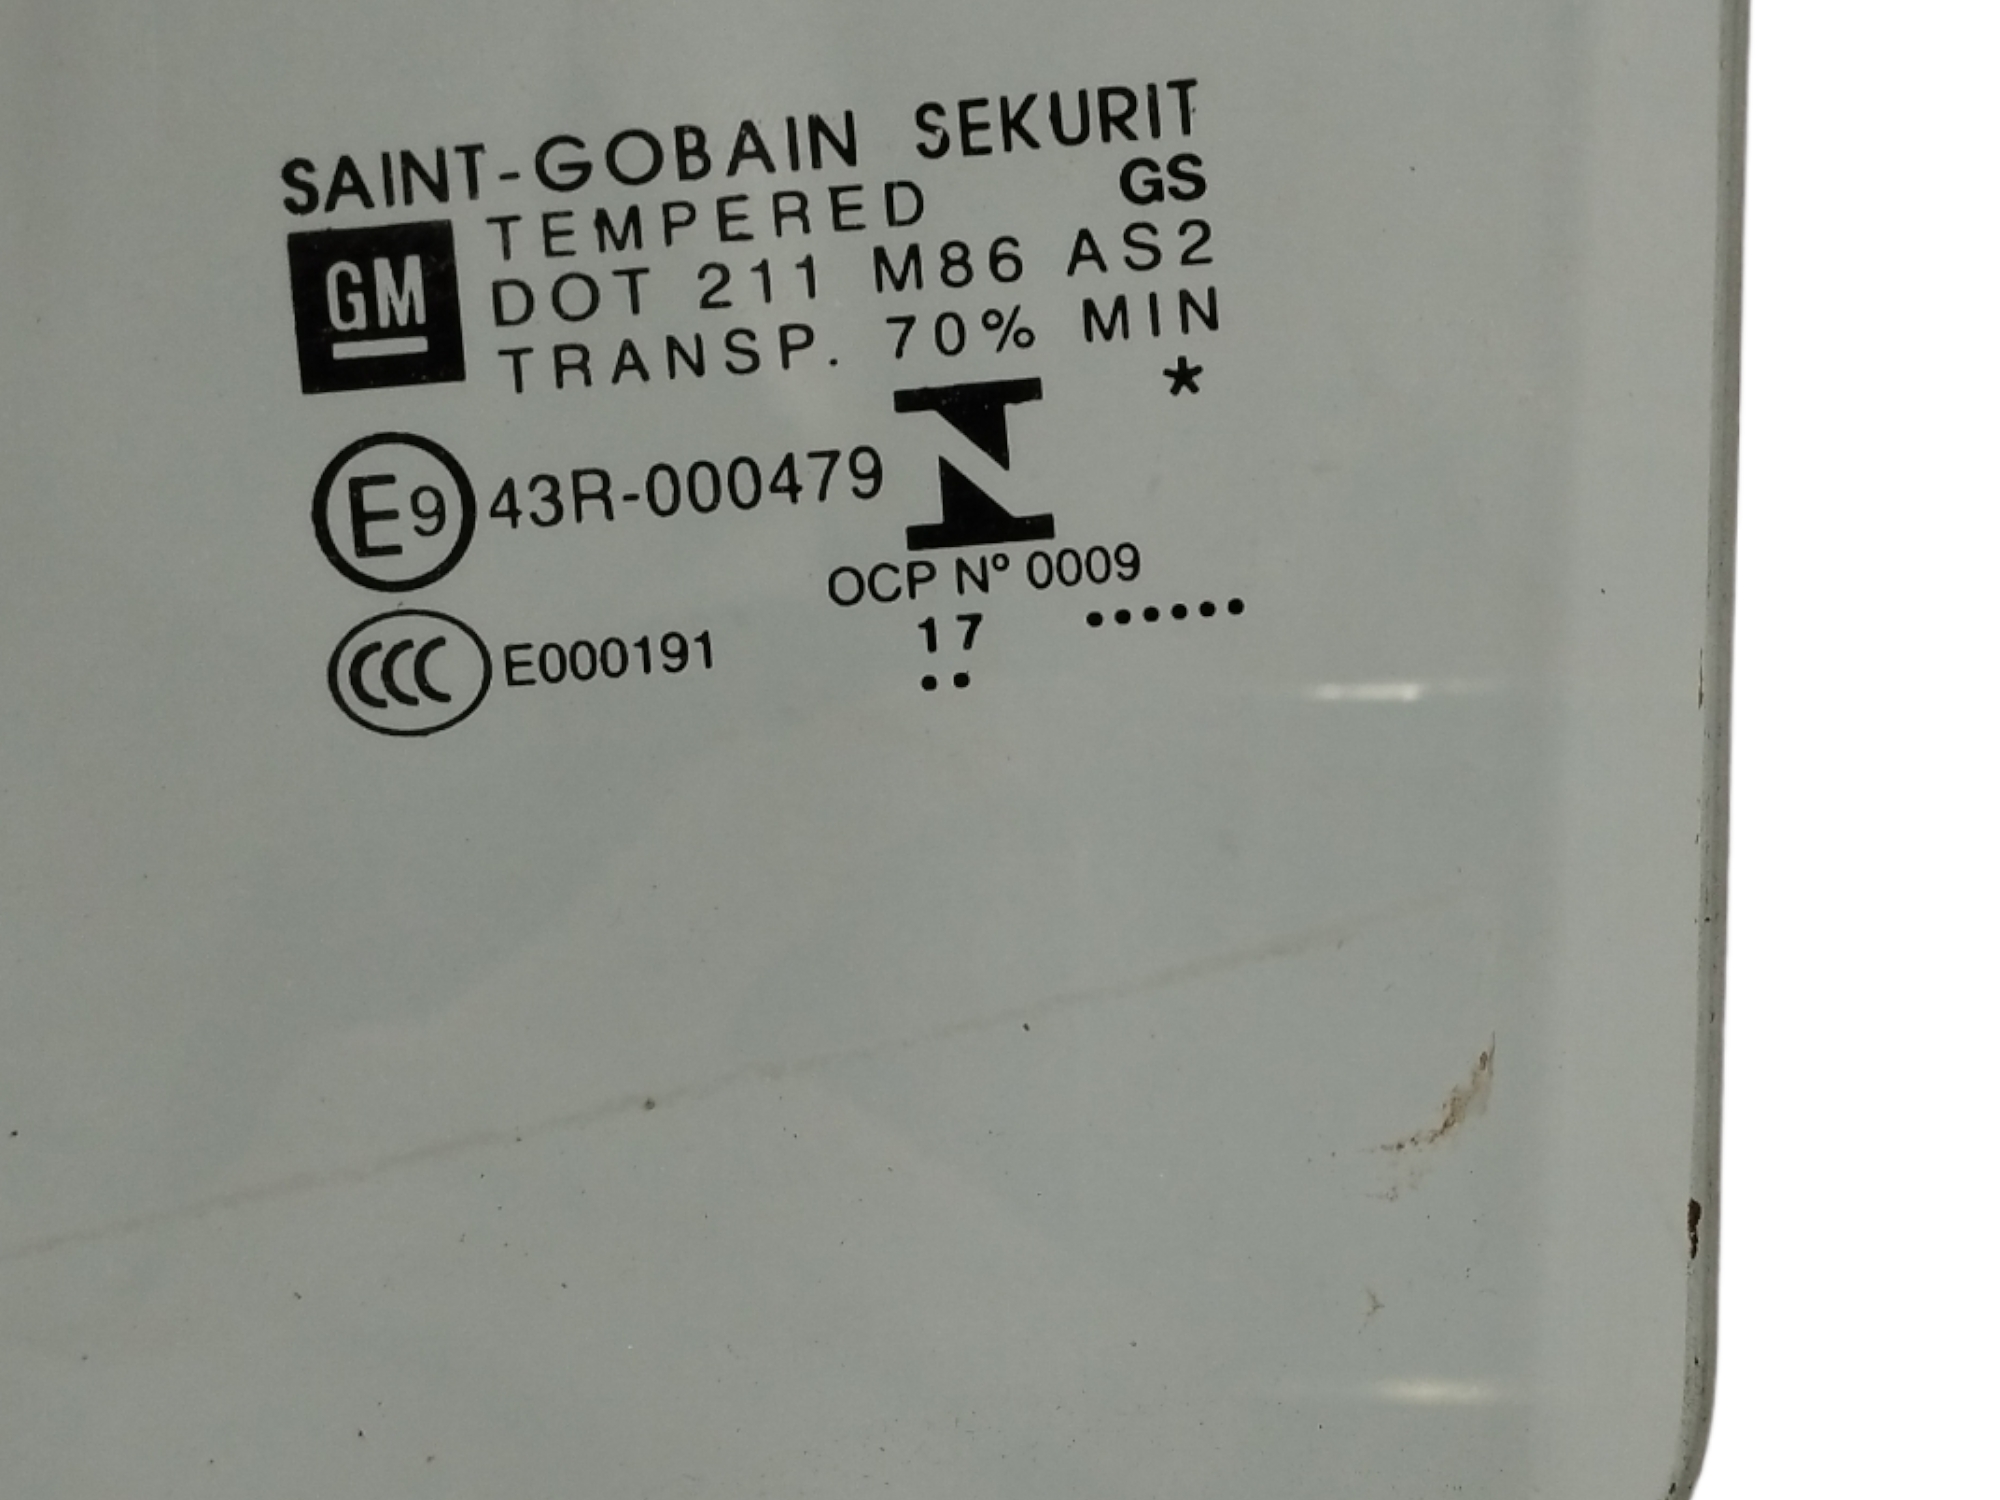 SAINT-GOBAIN SEKURIT
GS
TEMPERED
GM
DOT 211 M86 AS2
TRANSP. 70% MIN
*
E9 43R-000479
N
OCP Nº 0009
CCC E000191
17 ......
..